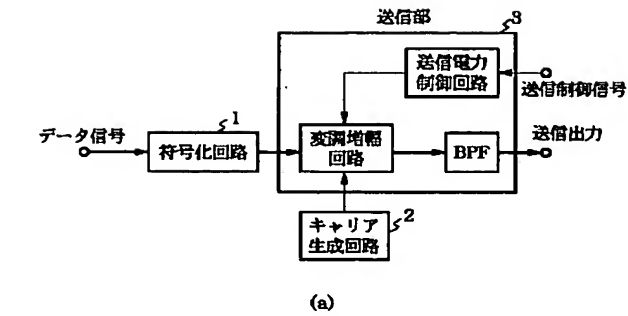 送信部
3
送信電力
制御回路
送信制御信号
データ信号
1
符号化回路
変調増幅
回路
BPF
送信出力
キャリア
生成回路
2
(a)